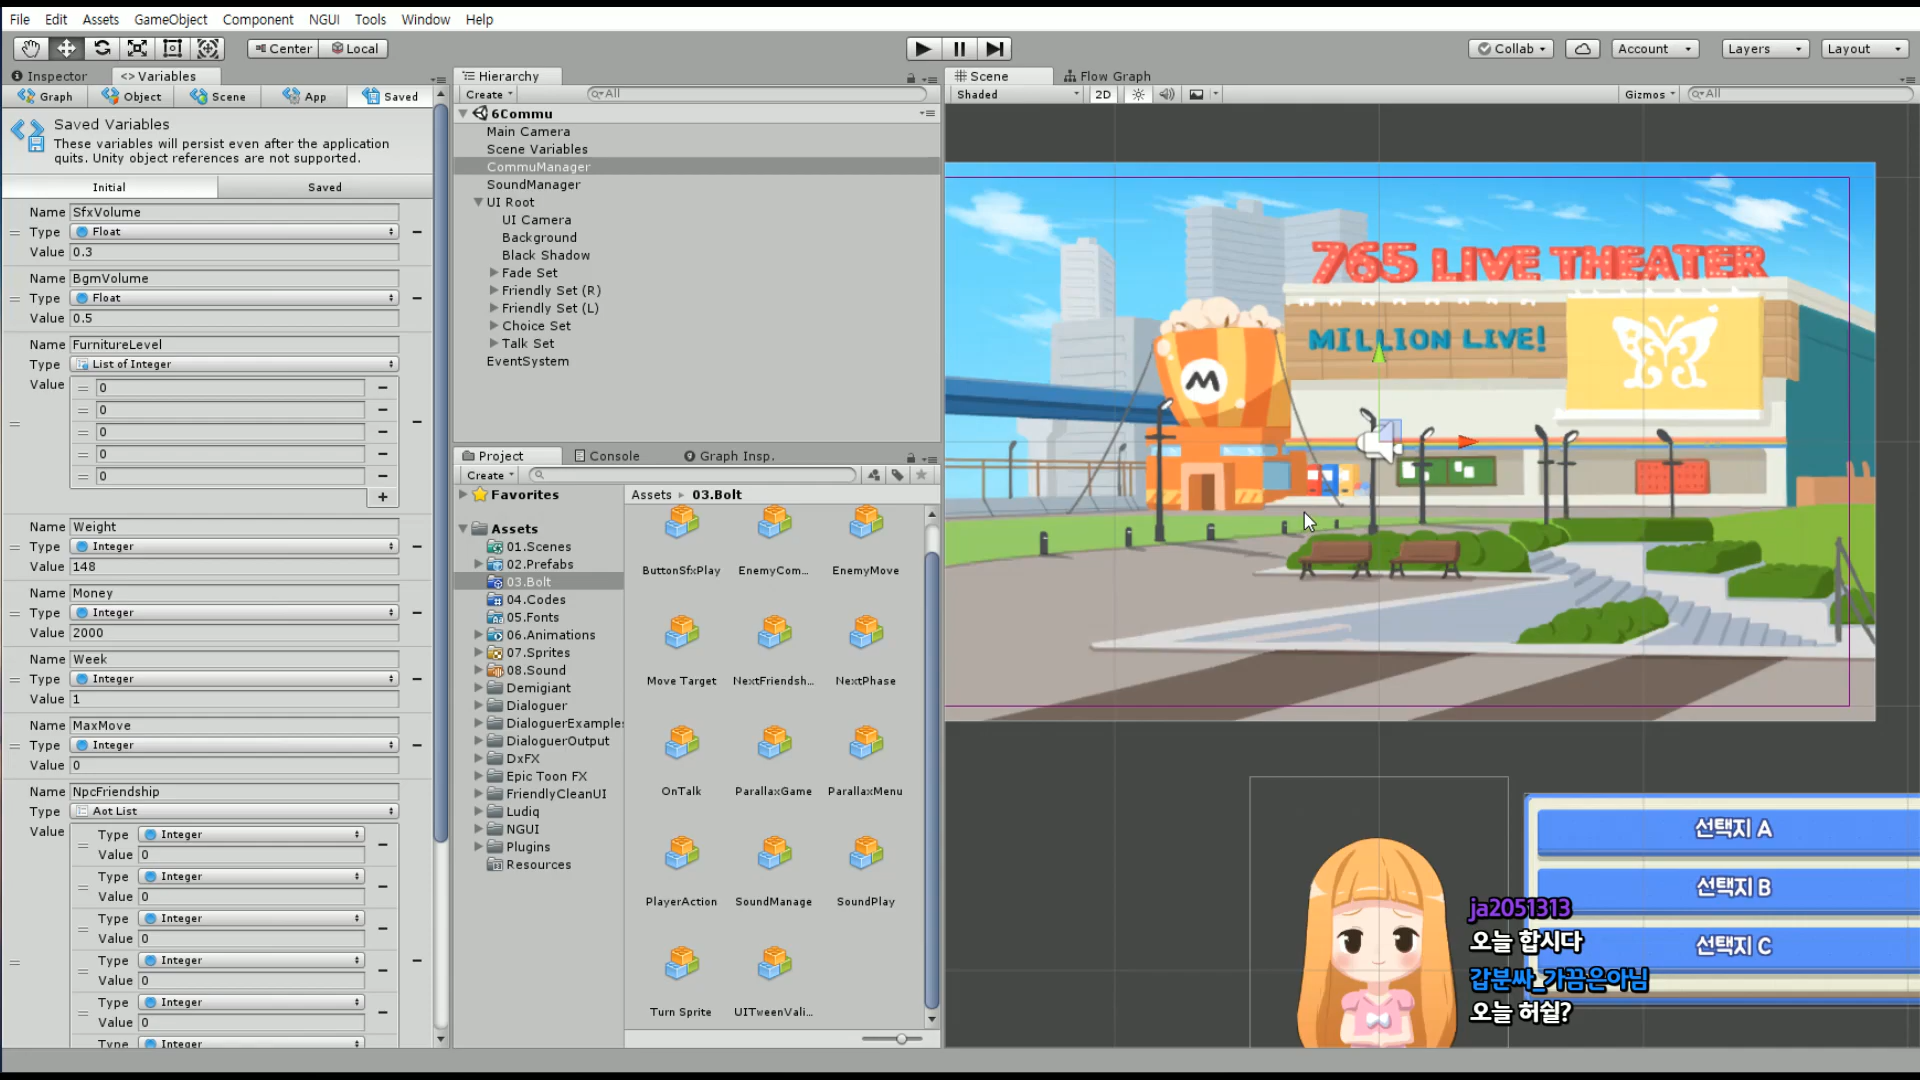 File Edit Assets GameObject Component NGUI Tools Window Help
Center Local
Collab Account Layers Layout
Inspector <> Variables
Graph Object Scene App Saved
Saved Variables
These variables will persist even after the application
quits. Unity object references are not supported.
Initial Saved
Name SfxVolume
Type Float
Value 0.3
Name BgmVolume
Type Float
Value 0.5
Name FurnitureLevel
Type List of Integer
Value 0
0
0
0
0
Name Weight
Type Integer
Value 148
Name Money
Type Integer
Value 2000
Name Week
Type Integer
Value 1
Name MaxMove
Type Integer
Value 0
Name NpcFriendship
Type Aot List
Value Type Integer
Value 0
Type Integer
Value 0
Type Integer
Value 0
Type Integer
Value 0
Type Integer
Value 0
Type Integer
Hierarchy
Create All
6Commu
Main Camera
Scene Variables
CommuManager
SoundManager
UI Root
UI Camera
Background
Black Shadow
Fade Set
Friendly Set (R)
Friendly Set (L)
Choice Set
Talk Set
EventSystem
Project Console Graph Insp.
Create
Favorites
Assets
01.Scenes
02.Prefabs
03.Bolt
04.Codes
05.Fonts
06.Animations
07.Sprites
08.Sound
Demigiant
Dialoguer
DialoguerExamples
DialoguerOutput
DxFX
Epic Toon FX
FriendlyCleanUI
Ludiq
NGUI
Plugins
Resources
Assets 03.Bolt
ButtonSfxPlay EnemyCom... EnemyMove
Move Target NextFriendsh... NextPhase
OnTalk ParallaxGame ParallaxMenu
PlayerAction SoundManage SoundPlay
Turn Sprite UITweenVali...
Scene Flow Graph
Shaded 2D Gizmos All
765 LIVE THEATER
MILLION LIVE!
M
선택지 A
선택지 B
선택지 C
ja2051313
오늘 합시다
갑분싸_가끔은아님
오늘 허쉴?